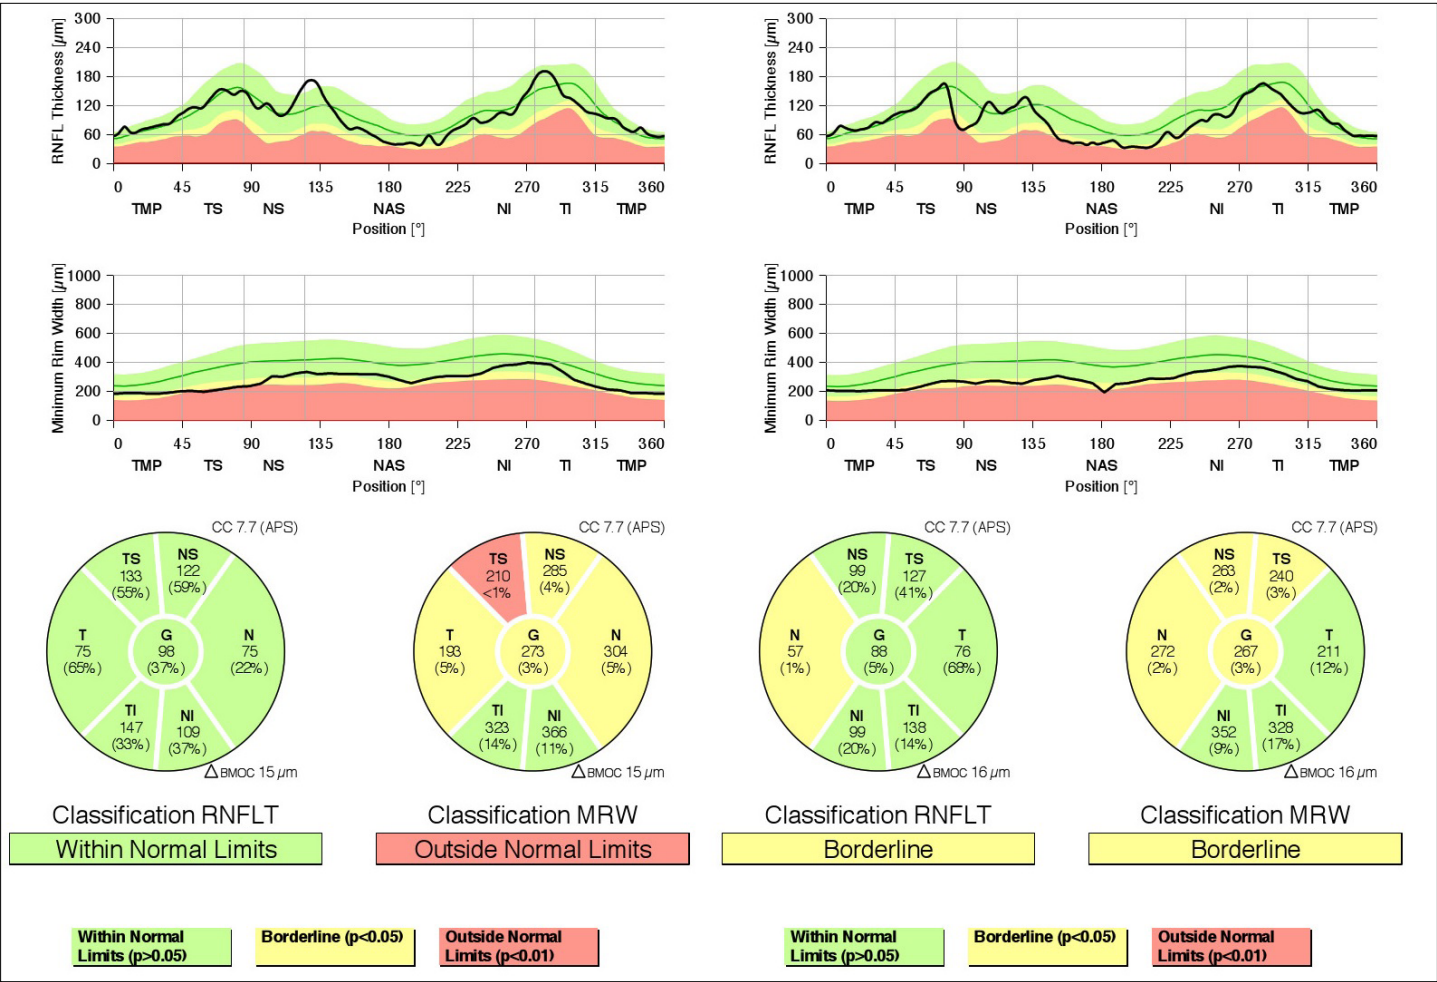 RNFL Thickness [µm]
300
240
180
120
60
0
0 45 90 135 180 225 270 315 360
TMP TS NS NAS NI TI TMP
Position [°]
RNFL Thickness [µm]
300
240
180
120
60
0
0 45 90 135 180 225 270 315 360
TMP TS NS NAS NI TI TMP
Position [°]
Minimum Rim Width [µm]
1000
800
600
400
200
0
0 45 90 135 180 225 270 315 360
TMP TS NS NAS NI TI TMP
Position [°]
Minimum Rim Width [µm]
1000
800
600
400
200
0
0 45 90 135 180 225 270 315 360
TMP TS NS NAS NI TI TMP
Position [°]
CC 7.7 (APS)
TS
133
(55%)
NS
122
(59%)
T
75
(65%)
G
98
(37%)
N
75
(22%)
TI
147
(33%)
NI
109
(37%)
△ BMOC 15 µm
Classification RNFLT
Within Normal Limits
CC 7.7 (APS)
TS
210
<1%
NS
285
(4%)
T
193
(5%)
G
273
(3%)
N
304
(5%)
TI
323
(14%)
NI
366
(11%)
△ BMOC 15 µm
Classification MRW
Outside Normal Limits
CC 7.7 (APS)
NS
99
(20%)
TS
127
(41%)
N
57
(1%)
G
88
(5%)
T
76
(68%)
NI
99
(20%)
TI
138
(14%)
△ BMOC 16 µm
Classification RNFLT
Borderline
CC 7.7 (APS)
NS
263
(2%)
TS
240
(3%)
N
272
(2%)
G
267
(3%)
T
211
(12%)
NI
352
(9%)
TI
328
(17%)
△ BMOC 16 µm
Classification MRW
Borderline
Within Normal
Limits (p>0.05)
Borderline (p<0.05)
Outside Normal
Limits (p<0.01)
Within Normal
Limits (p>0.05)
Borderline (p<0.05)
Outside Normal
Limits (p<0.01)